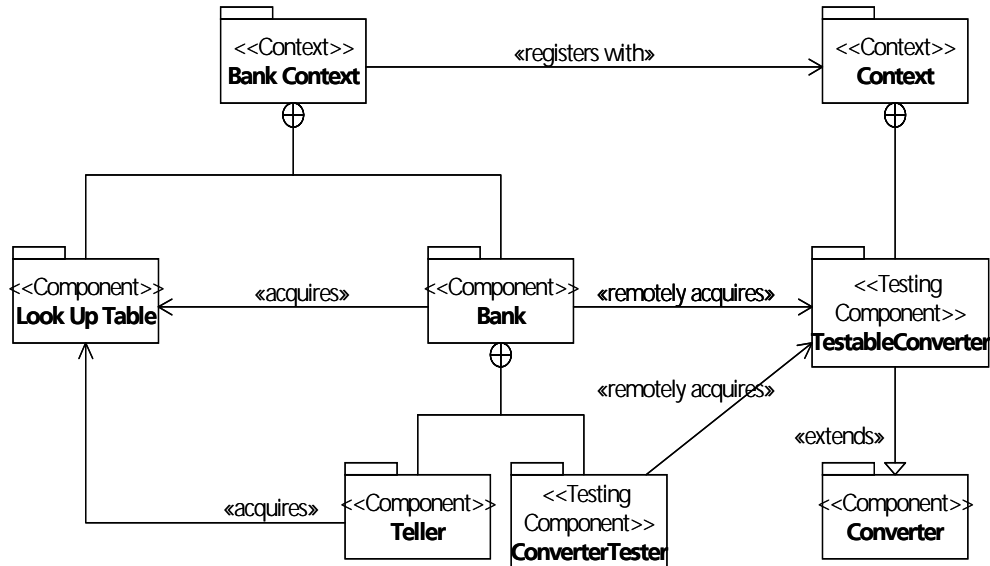 <<Context>>
Bank Context
«registers with»
<<Context>>
Context
<<Component>>
Look Up Table
«acquires»
<<Component>>
Bank
«remotely acquires»
<<Testing
Component>>
TestableConverter
«remotely acquires»
«extends»
«acquires»
<<Component>>
Teller
<<Testing
Component>>
ConverterTester
<<Component>>
Converter